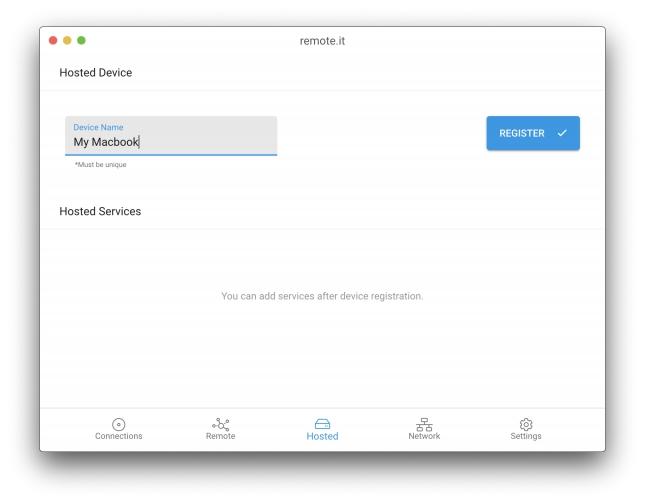 remote.it
Hosted Device
Device Name
My Macbook
REGISTER
*Must be unique
Hosted Services
You can add services after device registration.
Connections
Remote
Hosted
Network
Settings